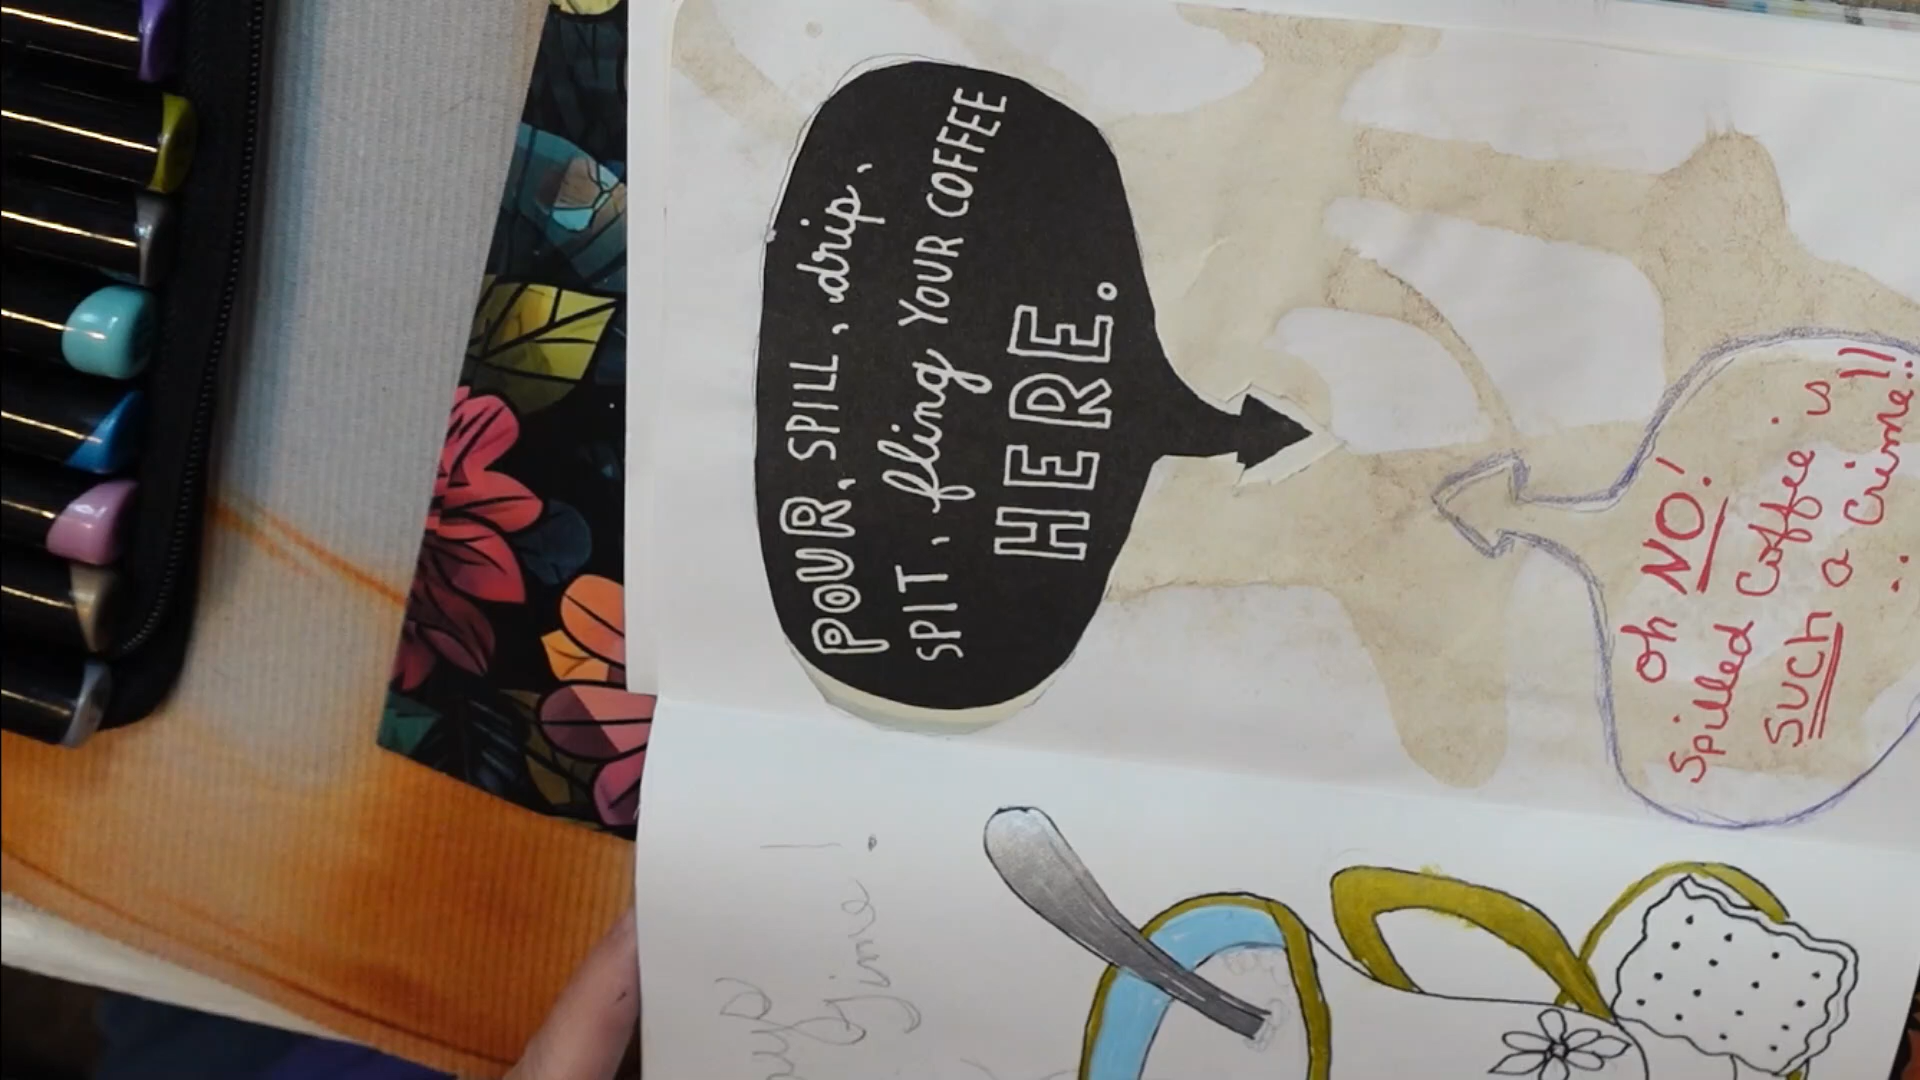 POUR, SPILL, drip,
SPIT, fling YOUR COFFEE
HERE.
oh NO!
Spilled Coffee is
SUCH a Crime!!